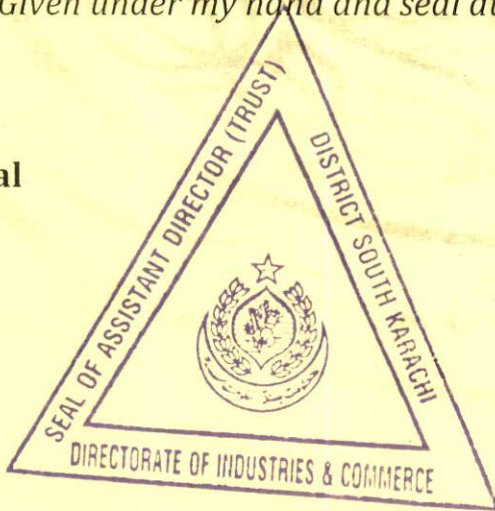 Given under my hand and seal at
al
SEAL OF ASSISTANT DIRECTOR (TRUST)
DISTRICT SOUTH KARACHI
DIRECTORATE OF INDUSTRIES & COMMERCE